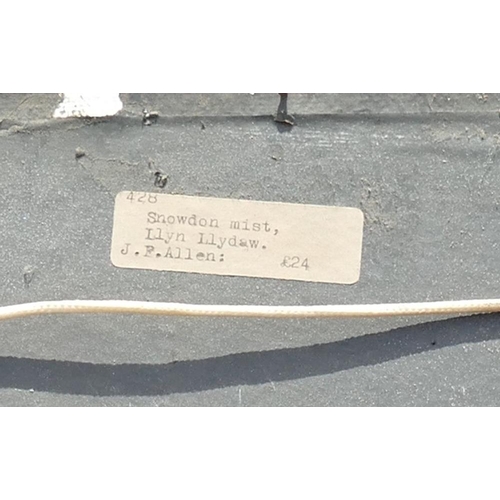 428
Snowdon mist,
Llyn Llydaw.
J.F.Allen: £24